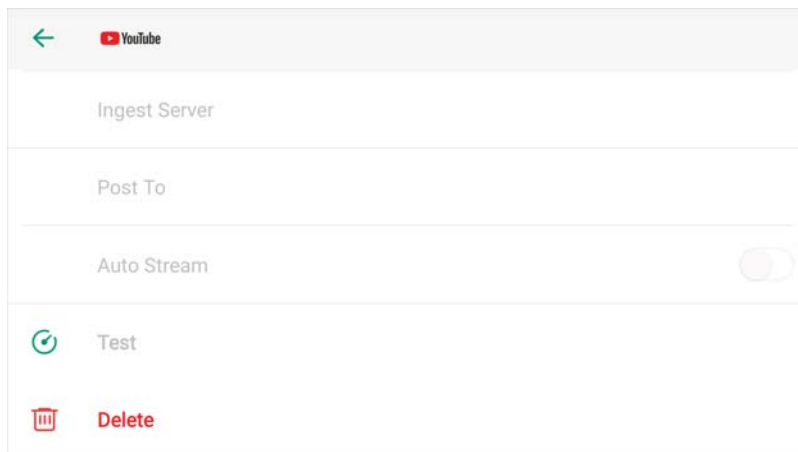 YouTube
Ingest Server
Post To
Auto Stream
Test
Delete